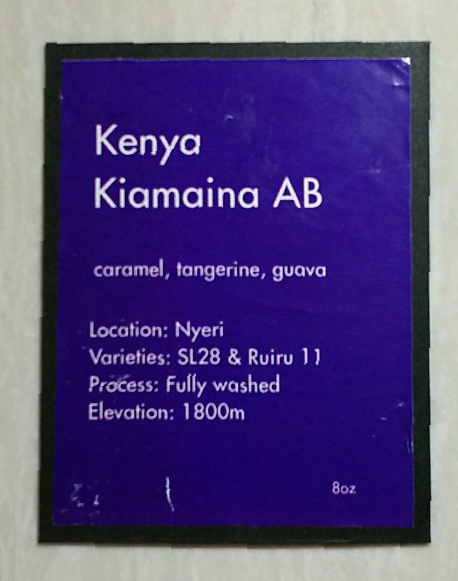 Kenya
Kiamaina AB
caramel, tangerine, guava
Location: Nyeri
Varieties: SL28 & Ruiru 11
Process: Fully washed
Elevation: 1800m
8oz